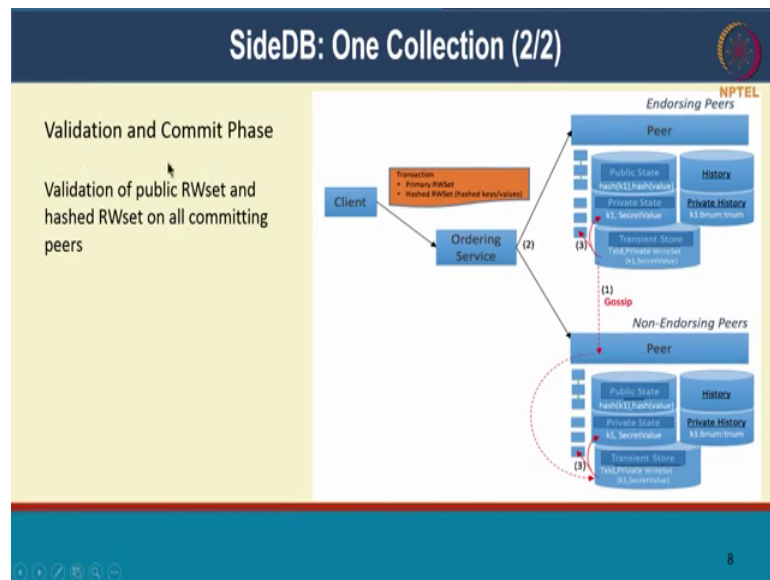 SideDB: One Collection (2/2)
NPTEL
Validation and Commit Phase
Validation of public RWset and
hashed RWset on all committing
peers
Endorsing Peers
Peer
Transaction
• Primary RWSet
• Hashed RWSet (hashed keys/values)
Client
Ordering
Service
(2)
Public State
hash(k1),hash(value)
History
Private State
k1, SecretValue
Private History
k1:bnum:tnum
(3)
Transient Store
TxId,Private WriteSet
(k1,SecretValue)
(1)
Gossip
Non-Endorsing Peers
Peer
Public State
hash(k1),hash(value)
History
Private State
k1, SecretValue
Private History
k1:bnum:tnum
(3)
Transient Store
TxId,Private WriteSet
(k1,SecretValue)
8